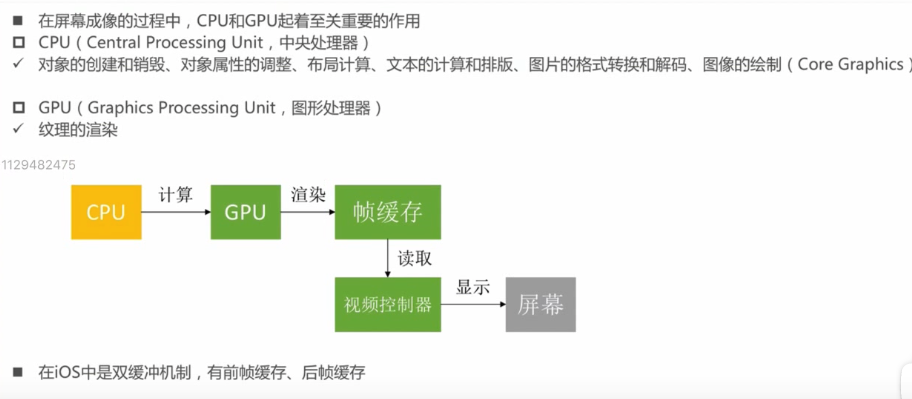 ■ 在屏幕成像的过程中，CPU和GPU起着至关重要的作用
□ CPU（Central Processing Unit，中央处理器）
✓ 对象的创建和销毁、对象属性的调整、布局计算、文本的计算和排版、图片的格式转换和解码、图像的绘制（Core Graphics）
□ GPU（Graphics Processing Unit，图形处理器）
✓ 纹理的渲染
1129482475
CPU 计算 GPU 渲染 帧缓存
读取
视频控制器 显示 屏幕
■ 在iOS中是双缓冲机制，有前帧缓存、后帧缓存